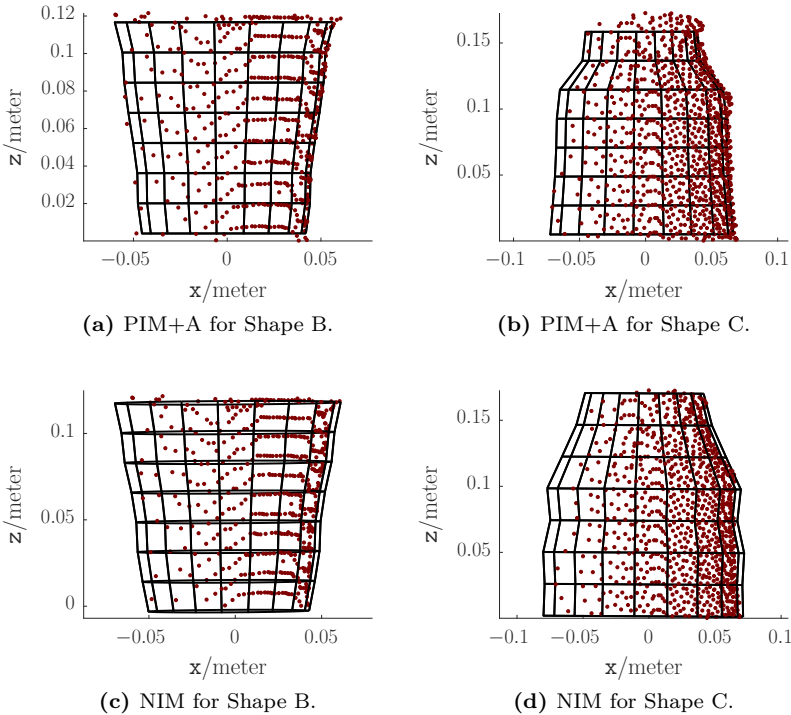 0.12
0.1
0.08
0.06
0.04
0.02
z/meter
−0.05
0
0.05
x/meter
(a) PIM+A for Shape B.
0.15
0.1
0.05
z/meter
−0.1
−0.05
0
0.05
0.1
x/meter
(b) PIM+A for Shape C.
0.1
0.05
0
z/meter
−0.05
0
0.05
x/meter
(c) NIM for Shape B.
0.15
0.1
0.05
z/meter
−0.1
−0.05
0
0.05
0.1
x/meter
(d) NIM for Shape C.